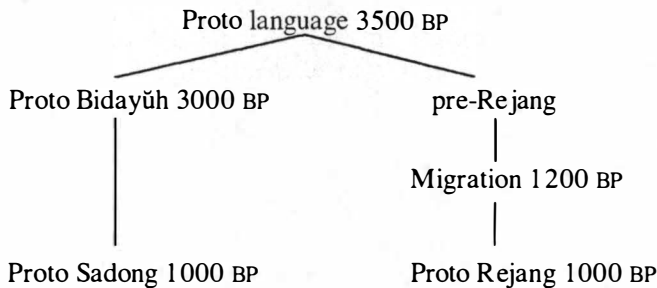 Proto language 3500 BP
Proto Bidayŭh 3000 BP pre-Rejang
Migration 1200 BP
Proto Sadong 1000 BP Proto Rejang 1000 BP